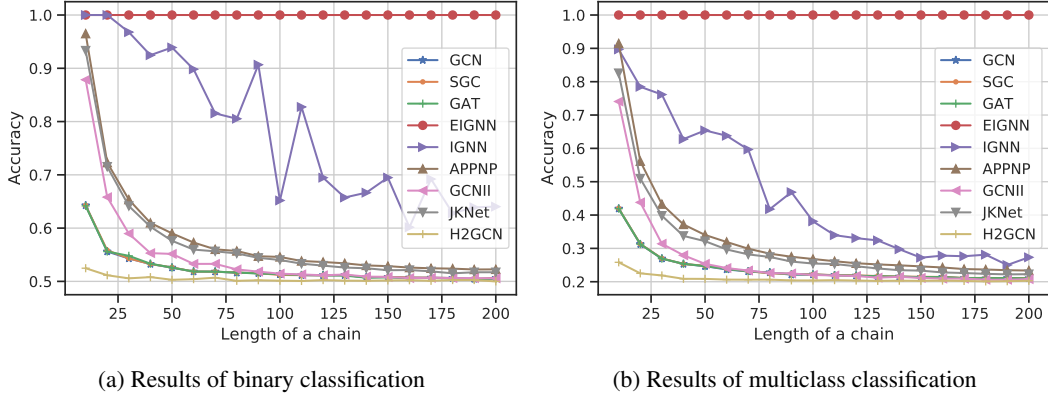 1.0
0.9
0.8
0.7
0.6
0.5
Accuracy
GCN
SGC
GAT
EIGNN
IGNN
APPNP
GCNII
JKNet
H2GCN
25 50 75 100 125 150 175 200
Length of a chain
(a) Results of binary classification
1.0
0.9
0.8
0.7
0.6
0.5
0.4
0.3
0.2
Accuracy
GCN
SGC
GAT
EIGNN
IGNN
APPNP
GCNII
JKNet
H2GCN
25 50 75 100 125 150 175 200
Length of a chain
(b) Results of multiclass classification